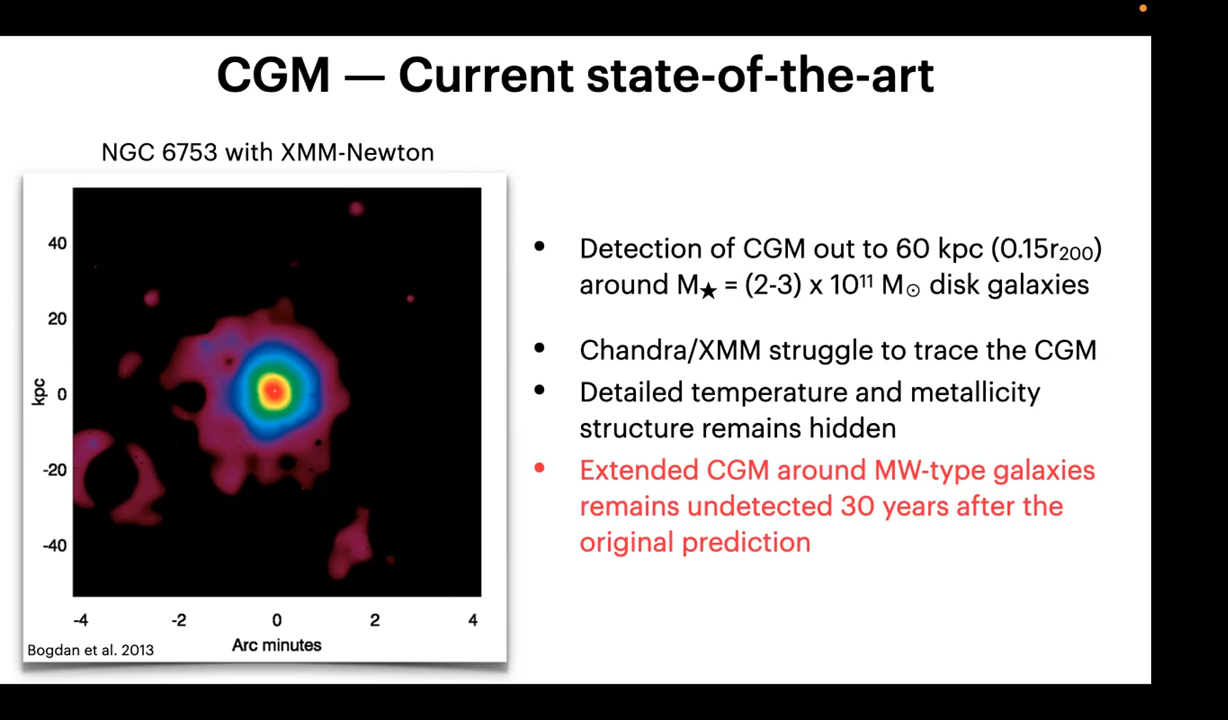 CGM — Current state-of-the-art
NGC 6753 with XMM-Newton
40
20
0
-20
-40
kpc
-4 -2 0 2 4
Arc minutes
Bogdan et al. 2013
• Detection of CGM out to 60 kpc (0.15r₂₀₀)
around M★ = (2-3) x 10¹¹ M☉ disk galaxies
• Chandra/XMM struggle to trace the CGM
• Detailed temperature and metallicity
structure remains hidden
• Extended CGM around MW-type galaxies
remains undetected 30 years after the
original prediction